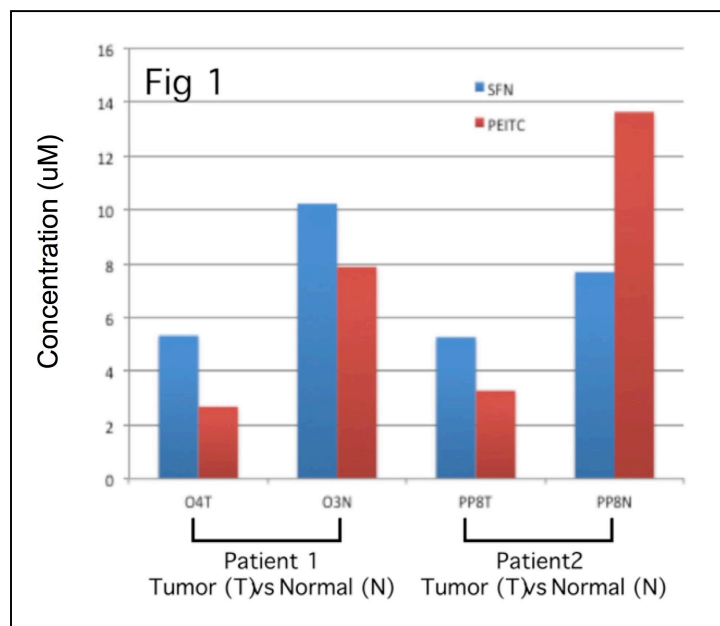 Fig 1
SFN
PEITC
Concentration (uM)
16
14
12
10
8
6
4
2
0
O4T O3N PP8T PP8N
Patient 1 Patient2
Tumor (T)vs Normal (N) Tumor (T)vs Normal (N)